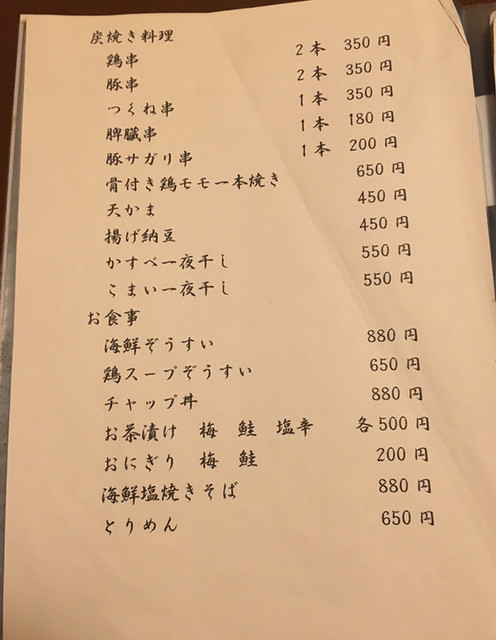 炭焼き料理
鶏串 2本 350円
豚串 2本 350円
つくね串 1本 350円
脾臓串 1本 180円
豚サガリ串 1本 200円
骨付き鶏モモ一本焼き 650円
天かま 450円
揚げ納豆 450円
かすべ一夜干し 550円
こまい一夜干し 550円
お食事
海鮮ぞうすい 880円
鶏スープぞうすい 650円
チャップ丼 880円
お茶漬け 梅 鮭 塩辛 各500円
おにぎり 梅 鮭 200円
海鮮塩焼きそば 880円
とりめん 650円